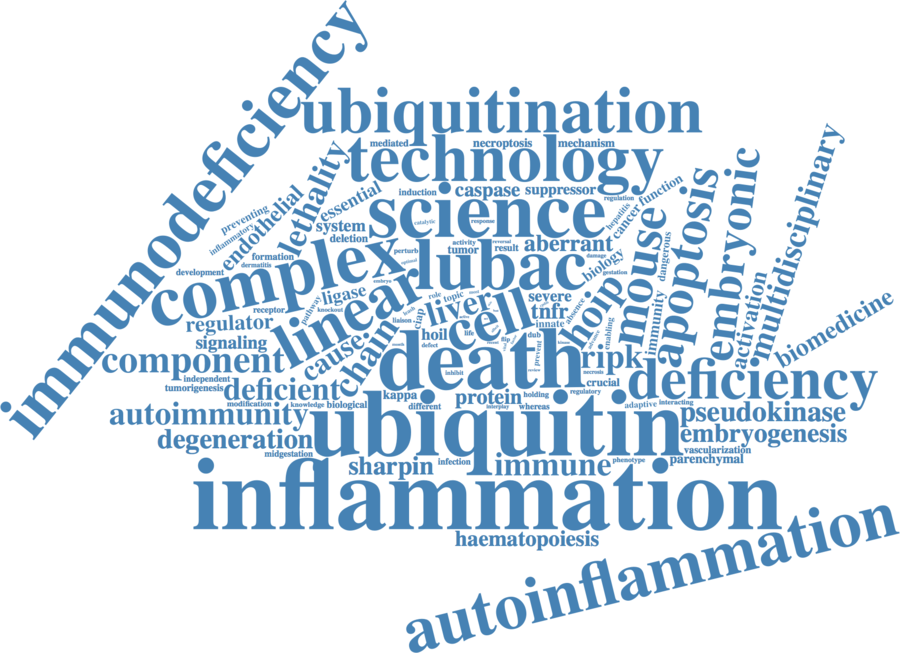 immunodeficiency
ubiquitination
mediated
necroptosis
mechanism
technology
lethality
essential
induction
caspase
suppressor
regulation
science
catalytic
response
hepatitis
cancer
function
preventing
inflammatory
endothelial
system
deletion
formation
dermatitis
development
complex
perturb
activity
tumor
reversal
result
aberrant
damage
biology
gestation
lubac
mouse
dangerous
apoptosis
embryonic
multidisciplinary
activation
biomedicine
immunity
enabling
absence
hoip
innate
tnfr
severe
topic
role
liver
cell
ciap
liaison
linear
pathway
knockout
ligase
receptor
regulator
signaling
cause
chain
hoil
defect
life
flip
dub
prevent
component
independent
tumorigenesis
deficient
modification
knowledge
biological
death
inhibit
ripk
necrosis
crucial
regulatory
deficiency
kappa
different
protein
holding
interplay
whereas
adaptive
interacting
autoimmunity
degeneration
midgestation
ubiquitin
pseudokinase
embryogenesis
vascularization
parenchymal
phenotype
sharpin
infection
immune
inflammation
haematopoiesis
autoinflammation